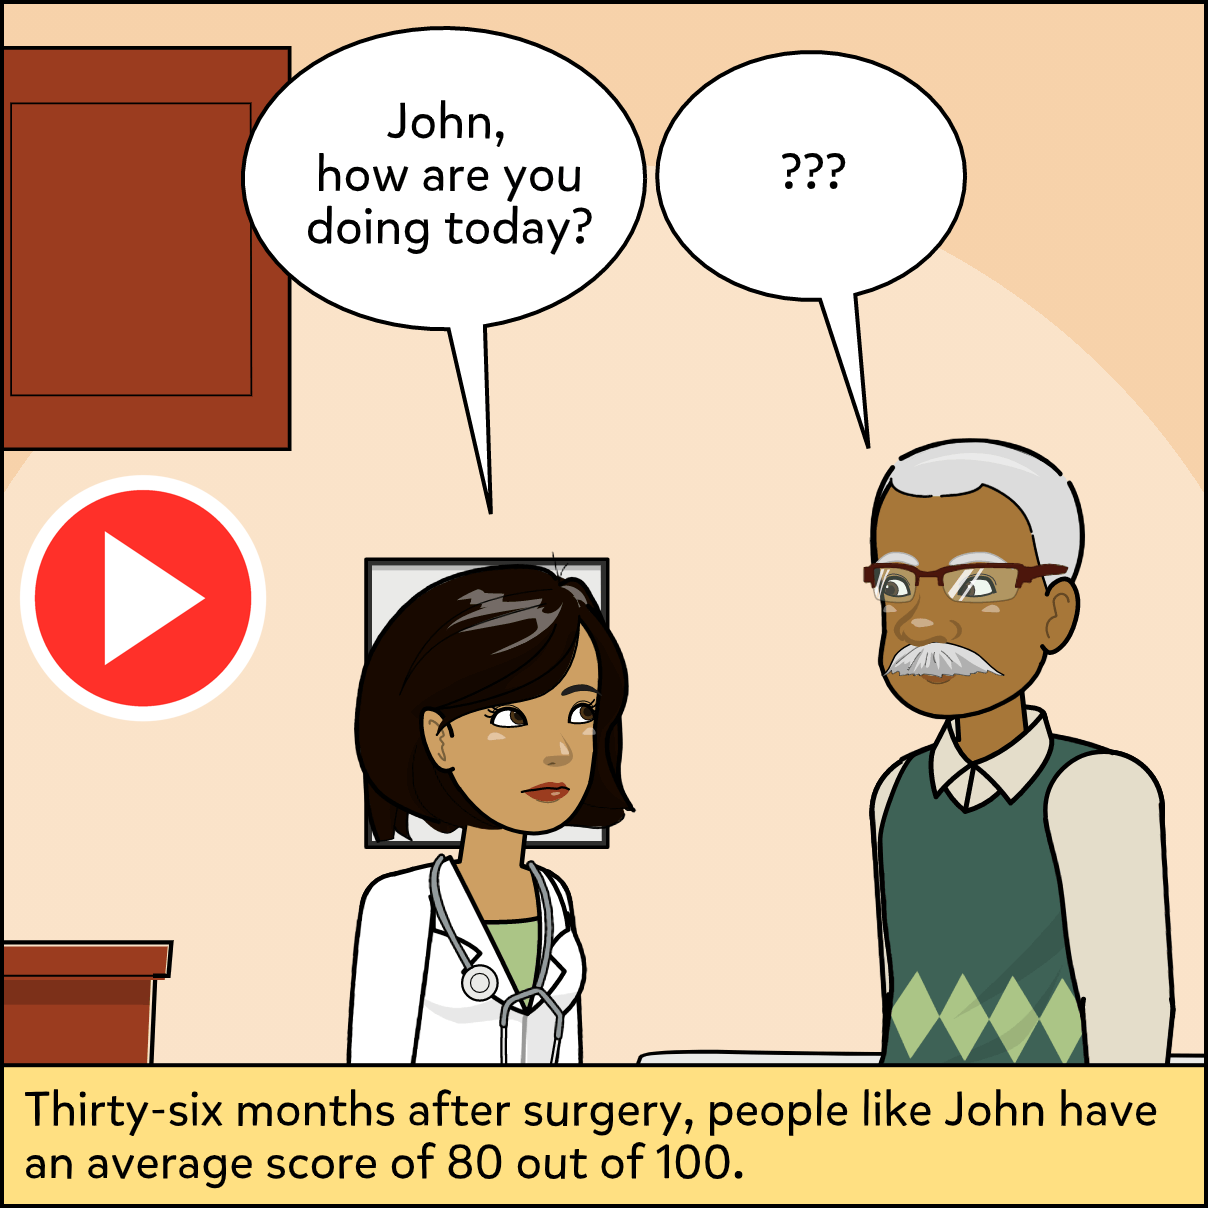 John,
how are you
doing today?
???
Thirty-six months after surgery, people like John have
an average score of 80 out of 100.